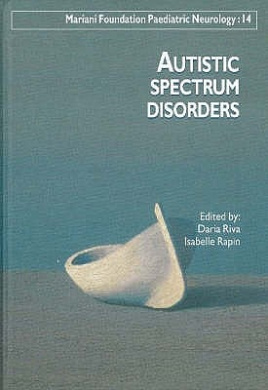 Mariani Foundation Paediatric Neurology: 14
AUTISTIC
SPECTRUM
DISORDERS
Edited by:
Daria Riva
Isabelle Rapin